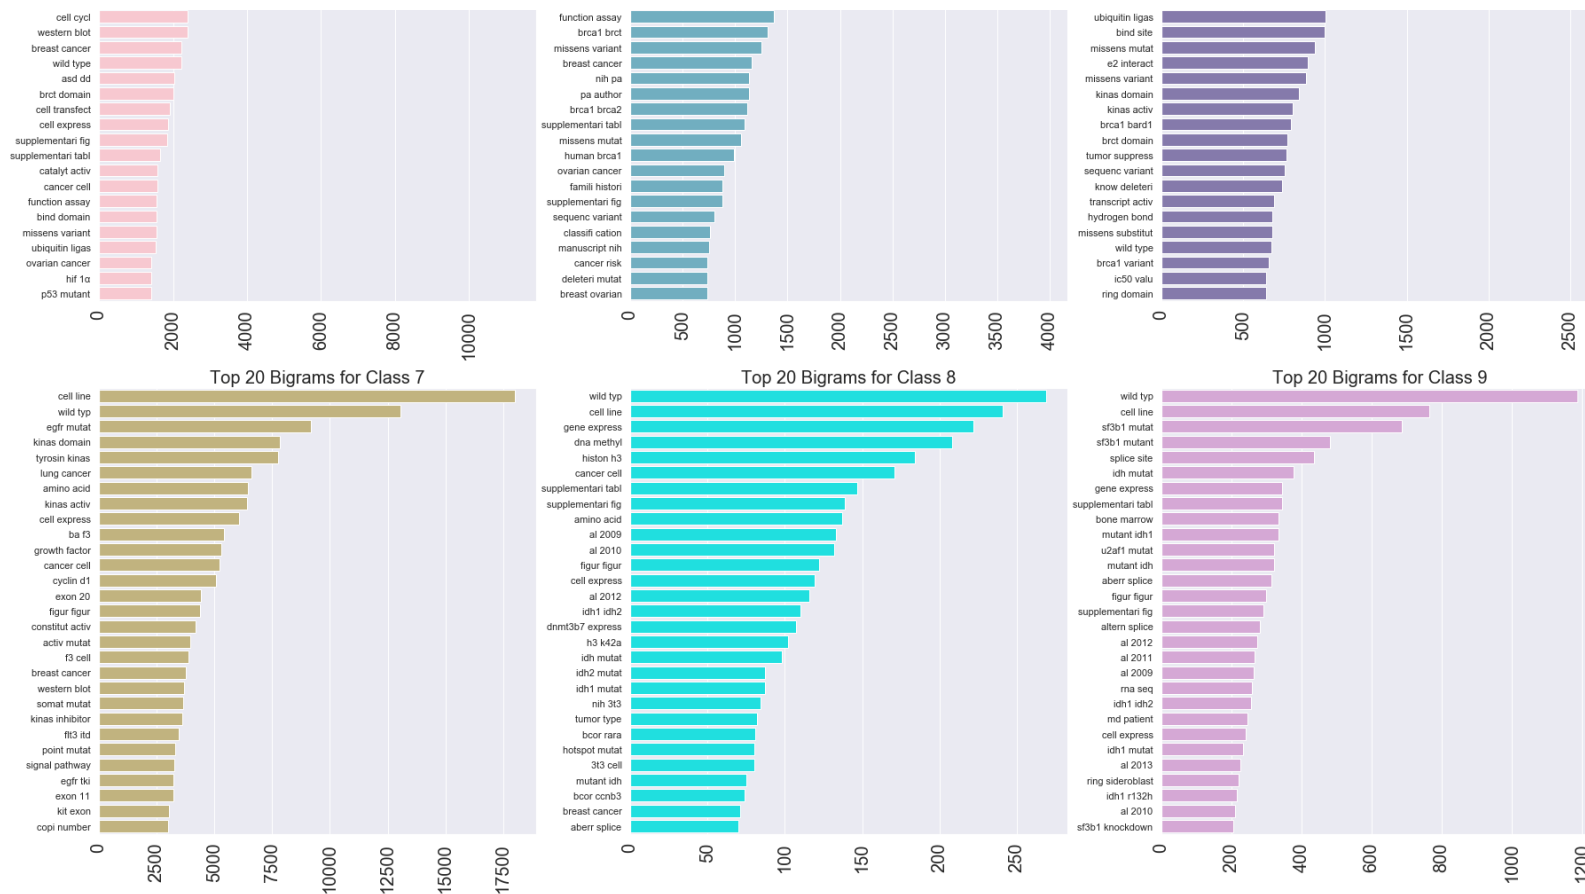 cell cycl
western blot
breast cancer
wild type
asd dd
brct domain
cell transfect
cell express
supplementari fig
supplementari tabl
catalyt activ
cancer cell
function assay
bind domain
missens variant
ubiquitin ligas
ovarian cancer
hif 1α
p53 mutant
0
2000
4000
6000
8000
10000
function assay
brca1 brct
missens variant
breast cancer
nih pa
pa author
brca1 brca2
supplementari tabl
missens mutat
human brca1
ovarian cancer
famili histori
supplementari fig
sequenc variant
classifi cation
manuscript nih
cancer risk
deleteri mutat
breast ovarian
0
500
1000
1500
2000
2500
3000
3500
4000
ubiquitin ligas
bind site
missens mutat
e2 interact
missens variant
kinas domain
kinas activ
brca1 bard1
brct domain
tumor suppress
sequenc variant
know deleteri
transcript activ
hydrogen bond
missens substitut
wild type
brca1 variant
ic50 valu
ring domain
0
500
1000
1500
2000
2500
Top 20 Bigrams for Class 7
cell line
wild typ
egfr mutat
kinas domain
tyrosin kinas
lung cancer
amino acid
kinas activ
cell express
ba f3
growth factor
cancer cell
cyclin d1
exon 20
figur figur
constitut activ
activ mutat
f3 cell
breast cancer
western blot
somat mutat
kinas inhibitor
flt3 itd
point mutat
signal pathway
egfr tki
exon 11
kit exon
copi number
0
2500
5000
7500
10000
12500
15000
17500
Top 20 Bigrams for Class 8
wild typ
cell line
gene express
dna methyl
histon h3
cancer cell
supplementari tabl
supplementari fig
amino acid
al 2009
al 2010
figur figur
cell express
al 2012
idh1 idh2
dnmt3b7 express
h3 k42a
idh mutat
idh2 mutat
idh1 mutat
nih 3t3
tumor type
bcor rara
hotspot mutat
3t3 cell
mutant idh
bcor ccnb3
breast cancer
aberr splice
0
50
100
150
200
250
Top 20 Bigrams for Class 9
wild typ
cell line
sf3b1 mutat
sf3b1 mutant
splice site
idh mutat
gene express
supplementari tabl
bone marrow
mutant idh1
u2af1 mutat
mutant idh
aberr splice
figur figur
supplementari fig
altern splice
al 2012
al 2011
al 2009
rna seq
idh1 idh2
md patient
cell express
idh1 mutat
al 2013
ring sideroblast
idh1 r132h
al 2010
sf3b1 knockdown
0
200
400
600
800
1000
1200